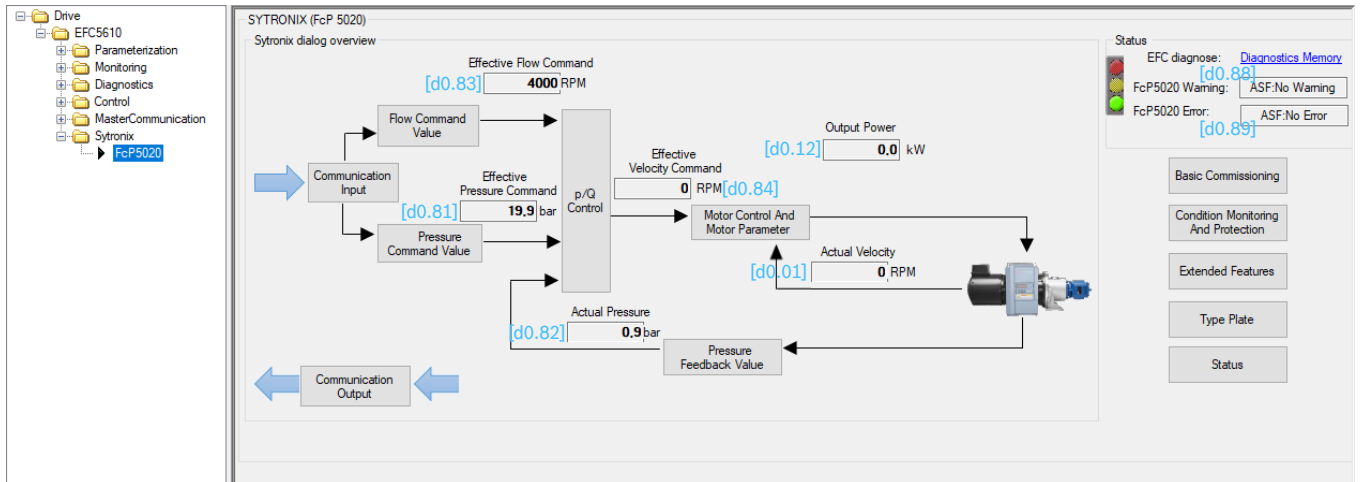 Drive
EFC5610
Parameterization
Monitoring
Diagnostics
Control
MasterCommunication
Sytronix
FcP5020
SYTRONIX (FcP 5020)
Sytronix dialog overview
Effective Flow Command
[d0.83] 4000 RPM
Flow Command
Value
Communication
Input
Effective
Pressure Command
[d0.81] 19,9 bar
Pressure
Command Value
p/Q
Control
Effective
Velocity Command
0 RPM [d0.84]
Output Power
[d0.12] 0,0 kW
Motor Control And
Motor Parameter
Actual Velocity
[d0.01] 0 RPM
Actual Pressure
[d0.82] 0,9 bar
Pressure
Feedback Value
Communication
Output
Status
EFC diagnose: Diagnostics Memory
[d0.88]
FcP5020 Warning: ASF:No Warning
FcP5020 Error: ASF:No Error
[d0.89]
Basic Commissioning
Condition Monitoring
And Protection
Extended Features
Type Plate
Status